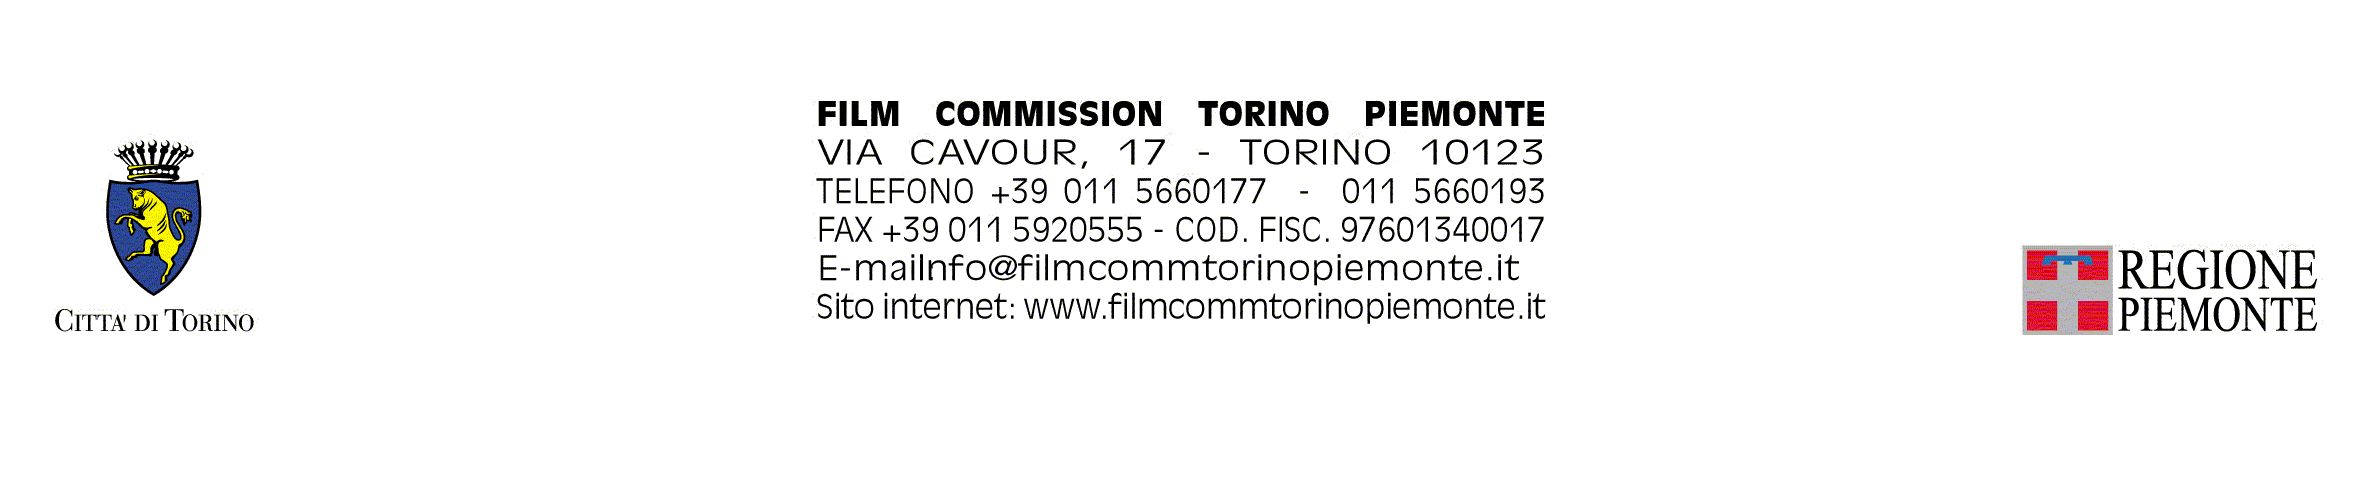 FILM COMMISSION TORINO PIEMONTE
VIA CAVOUR, 17 - TORINO 10123
TELEFONO +39 011 5660177 - 011 5660193
FAX +39 011 5920555 - COD. FISC. 97601340017
E-mailnfo@filmcommtorinopiemonte.it
Sito internet: www.filmcommtorinopiemonte.it
CITTA' DI TORINO
REGIONE
PIEMONTE